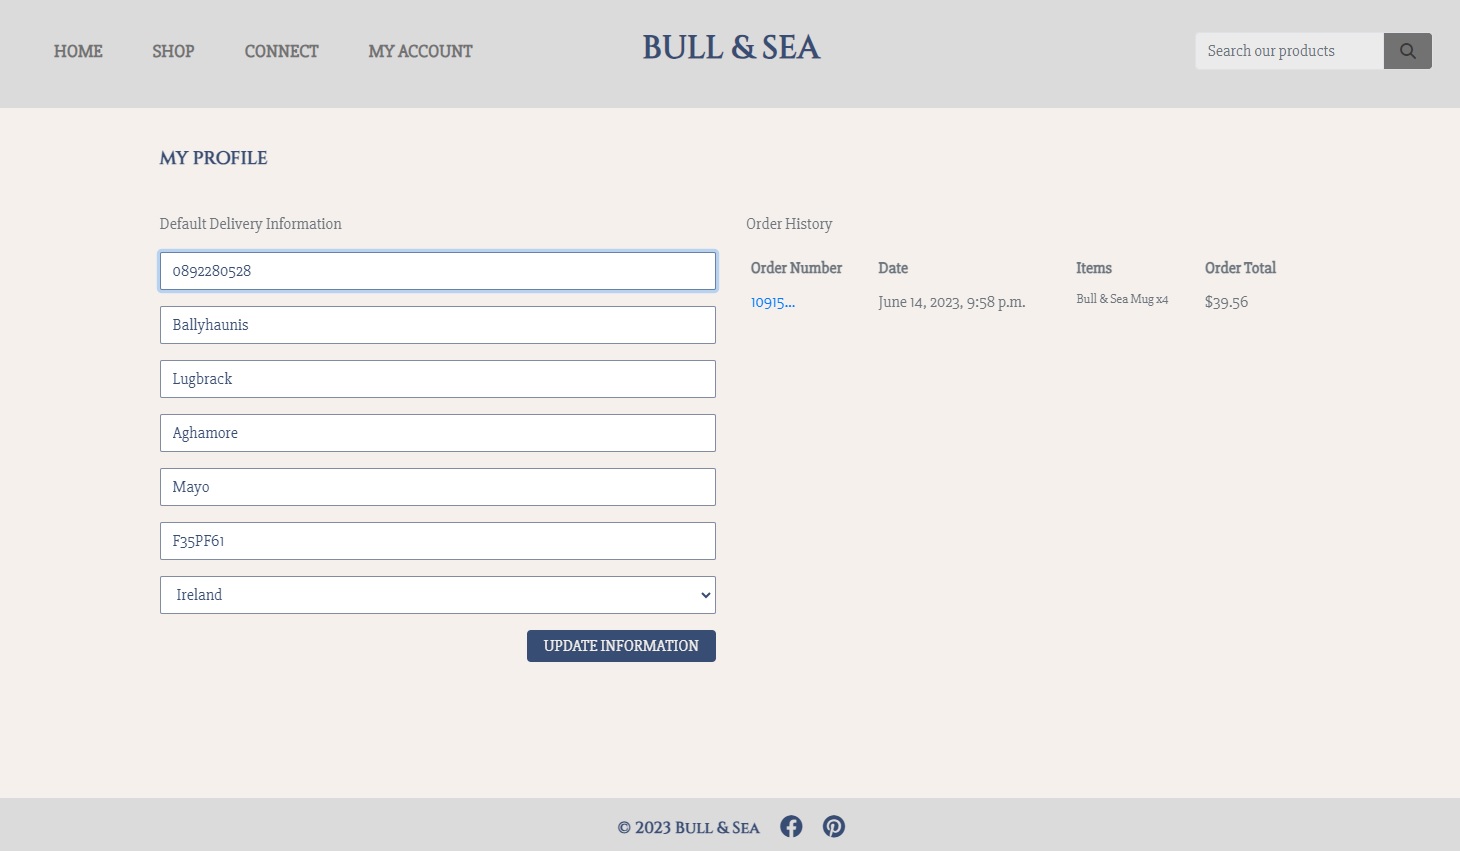 HOME SHOP CONNECT MY ACCOUNT BULL & SEA Search our products
MY PROFILE
Default Delivery Information
0892280528
Ballyhaunis
Lugbrack
Aghamore
Mayo
F35PF61
Ireland
UPDATE INFORMATION
Order History
Order Number Date Items Order Total
10915... June 14, 2023, 9:58 p.m. Bull & Sea Mug x4 $39.56
© 2023 Bull & Sea